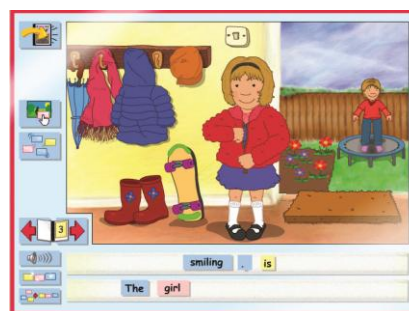 3
smiling . is
The girl